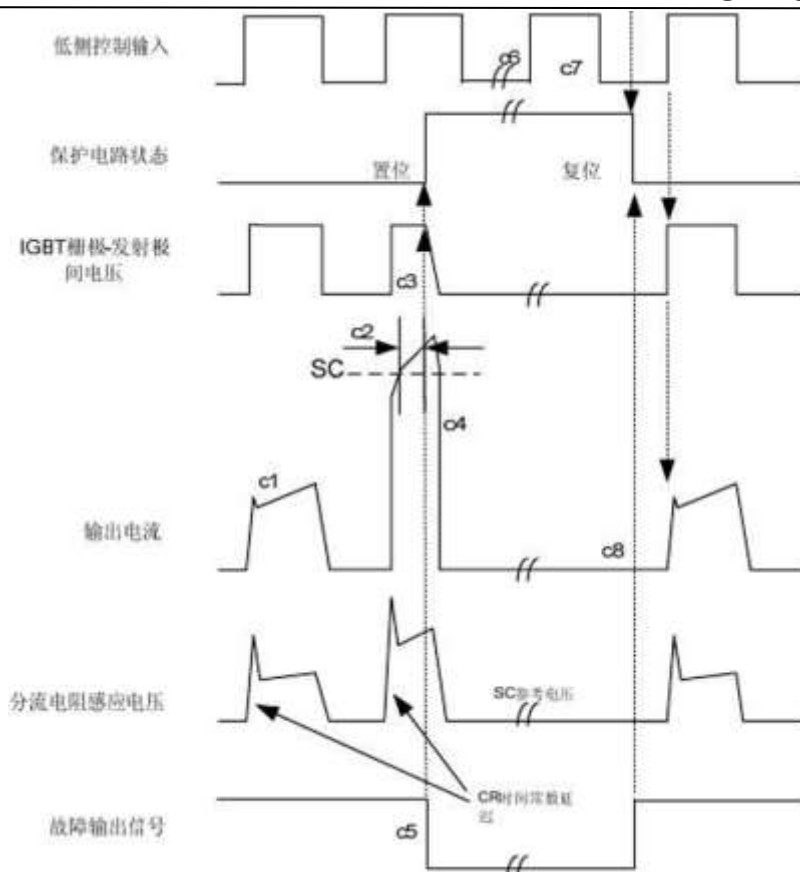 低侧控制输入
c6
c7
保护电路状态
置位
复位
IGBT栅极-发射极
间电压
c3
c2
SC
c4
c1
输出电流
c8
分流电阻感应电压
SC参考电压
CR时间常数延
迟
故障输出信号
c5